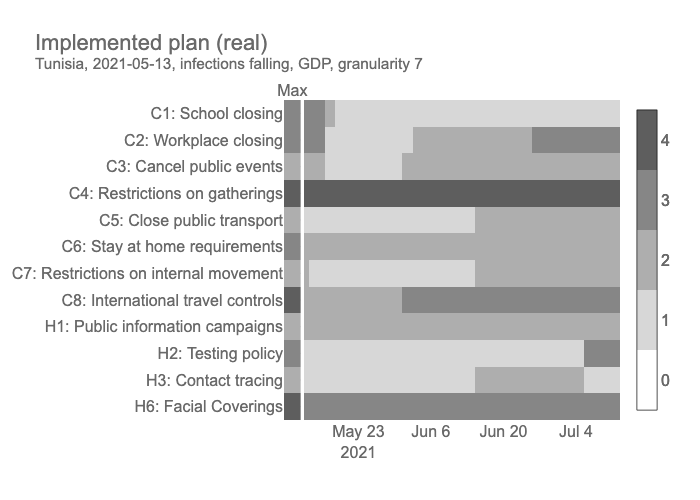 Implemented plan (real)
Tunisia, 2021-05-13, infections falling, GDP, granularity 7
Max
C1: School closing
C2: Workplace closing
C3: Cancel public events
C4: Restrictions on gatherings
C5: Close public transport
C6: Stay at home requirements
C7: Restrictions on internal movement
C8: International travel controls
H1: Public information campaigns
H2: Testing policy
H3: Contact tracing
H6: Facial Coverings
4
3
2
1
0
May 23 Jun 6 Jun 20 Jul 4
2021